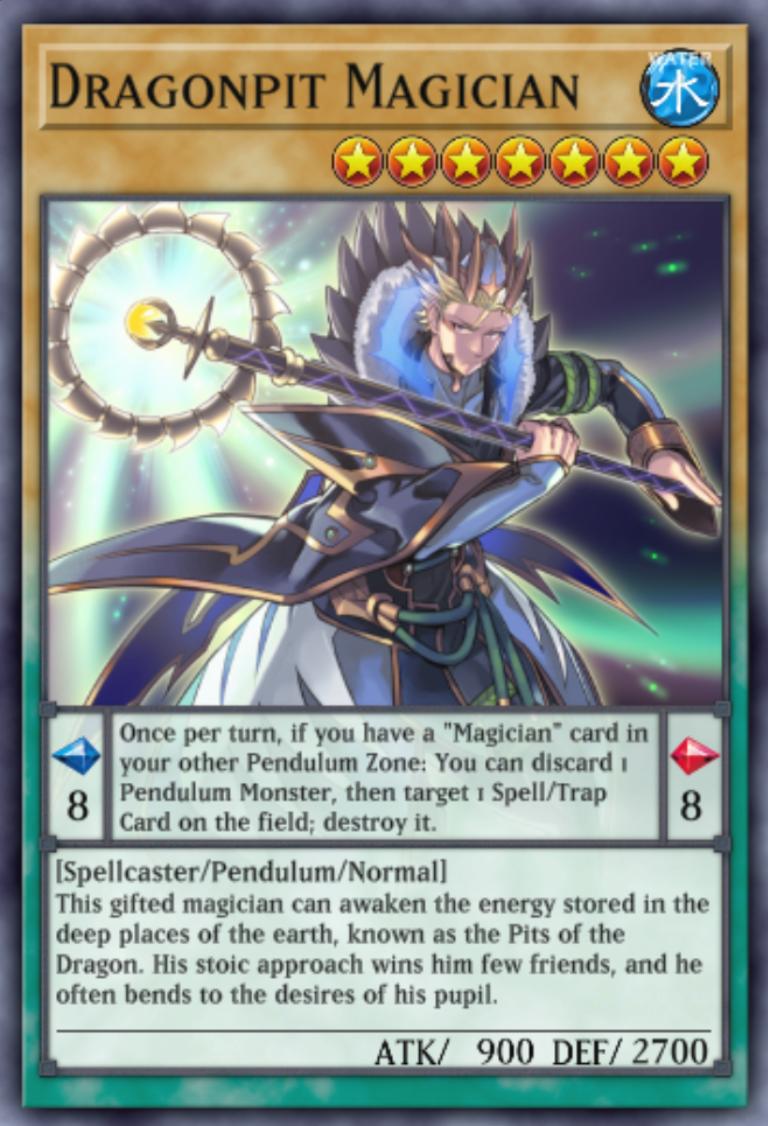 DRAGONPIT MAGICIAN
WATER
水
Once per turn, if you have a "Magician" card in
your other Pendulum Zone: You can discard 1
Pendulum Monster, then target 1 Spell/Trap
Card on the field; destroy it.
8
8
[Spellcaster/Pendulum/Normal]
This gifted magician can awaken the energy stored in the
deep places of the earth, known as the Pits of the
Dragon. His stoic approach wins him few friends, and he
often bends to the desires of his pupil.
ATK/ 900 DEF/ 2700